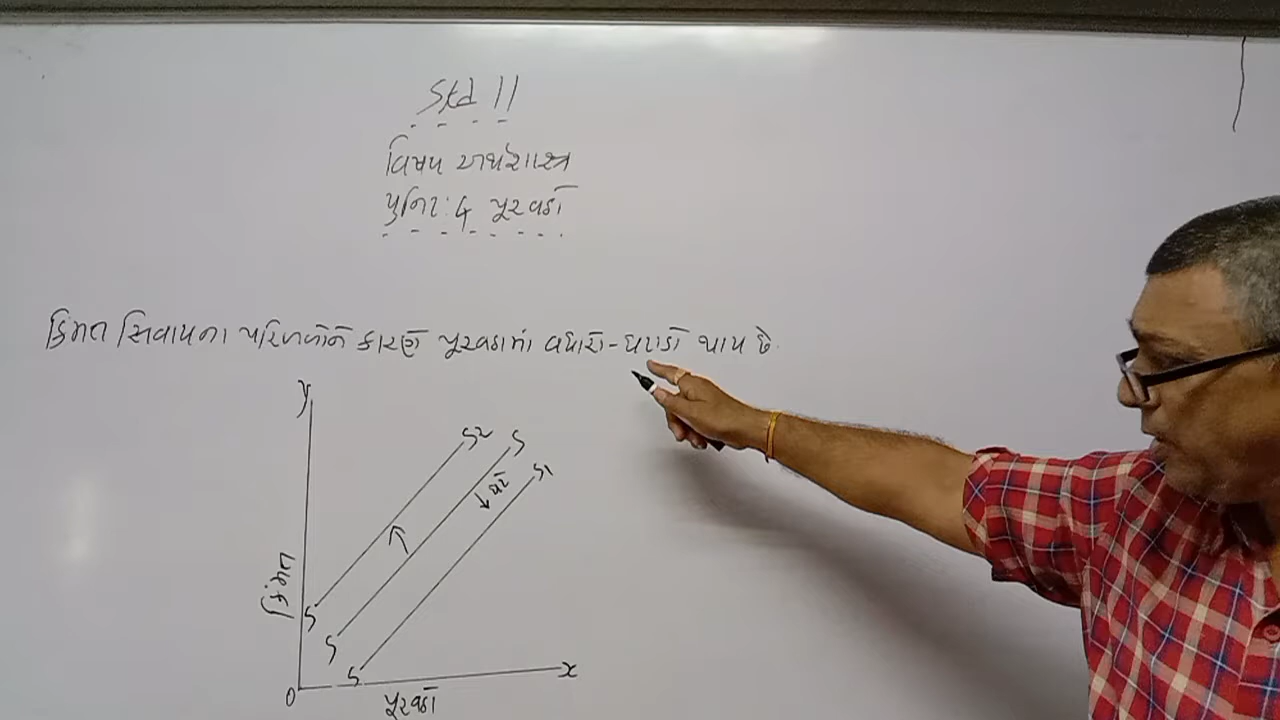 Std 11
વિષય અર્થશાસ્ત્ર
યુનિટ: 4 પૂરવઠો
કિંમત સિવાયના પરિબળોને કારણે પૂરવઠામાં વધારો-ઘટાડો થાય છે.
y
S2
S
S1
ઘટે
કિંમત
S
S
S
0
x
પૂરવઠો